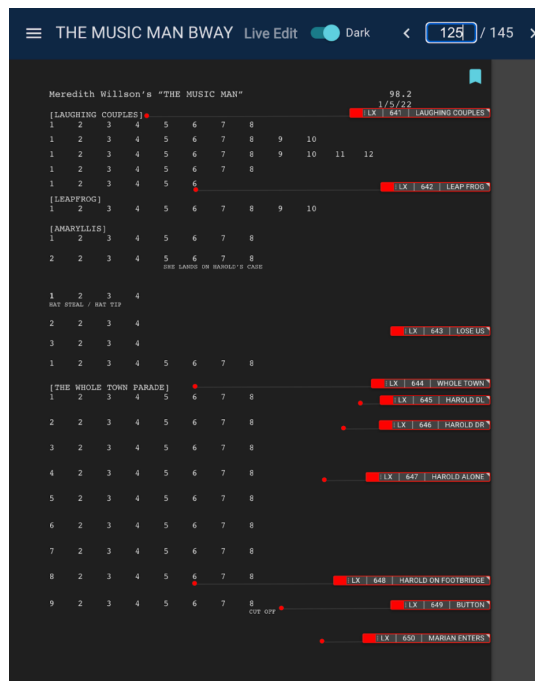 THE MUSIC MAN BWAY Live Edit Dark < 125 / 145 >
Meredith Willson's "THE MUSIC MAN" 98.2
1/5/22
[LAUGHING COUPLES] LX | 641 | LAUGHING COUPLES
1 2 3 4 5 6 7 8
1 2 3 4 5 6 7 8 9 10
1 2 3 4 5 6 7 8 9 10 11 12
1 2 3 4 5 6 7 8
1 2 3 4 5 6 LX | 642 | LEAP FROG
[LEAPFROG]
1 2 3 4 5 6 7 8 9 10
[AMARYLLIS]
1 2 3 4 5 6 7 8
2 2 3 4 5 6 7 8
SHE LANDS ON HAROLD'S CASE
1 2 3 4
HAT STEAL / HAT TIP
2 2 3 4 LX | 643 | LOSE US
3 2 3 4
1 2 3 4 5 6 7 8
[THE WHOLE TOWN PARADE] LX | 644 | WHOLE TOWN
1 2 3 4 5 6 7 8 LX | 645 | HAROLD DL
2 2 3 4 5 6 7 8 LX | 646 | HAROLD DR
3 2 3 4 5 6 7 8
4 2 3 4 5 6 7 8 LX | 647 | HAROLD ALONE
5 2 3 4 5 6 7 8
6 2 3 4 5 6 7 8
7 2 3 4 5 6 7 8
8 2 3 4 5 6 7 8 LX | 648 | HAROLD ON FOOTBRIDGE
9 2 3 4 5 6 7 8 LX | 649 | BUTTON
CUT OFF
LX | 650 | MARIAN ENTERS